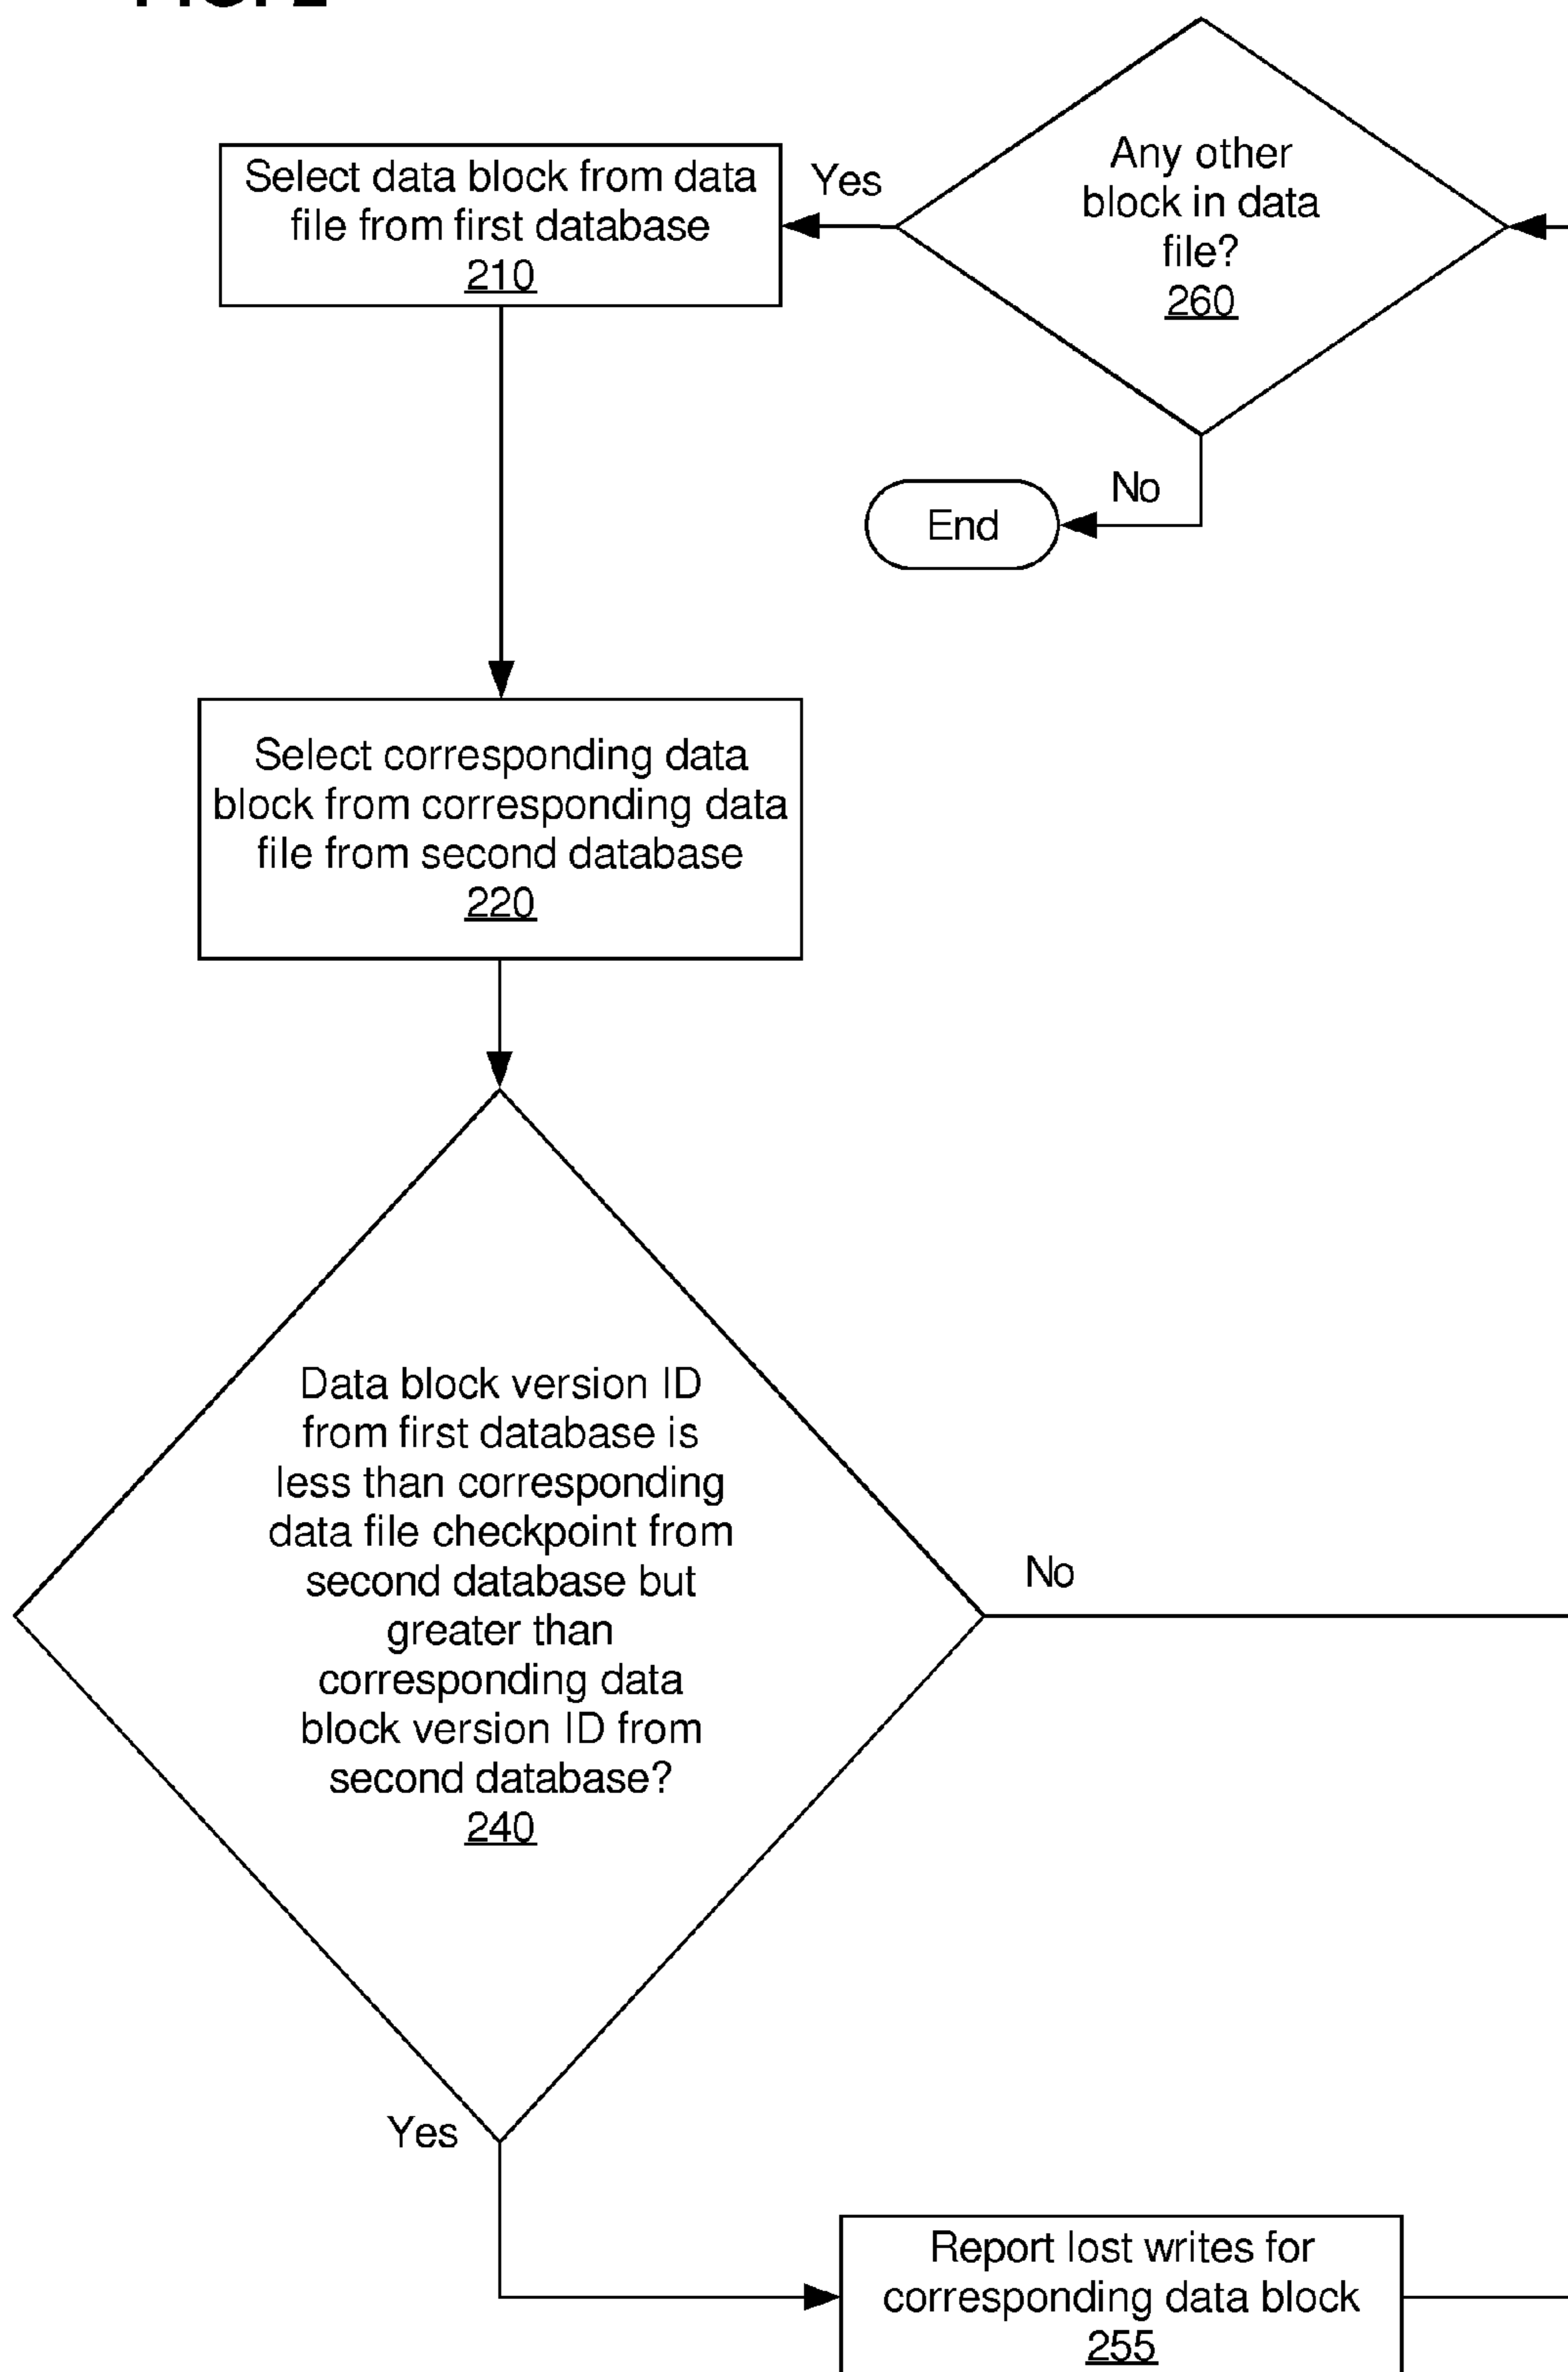 Select data block from data
file from first database
210
Yes
Any other
block in data
file?
260
No
End
Select corresponding data
block from corresponding data
file from second database
220
Data block version ID
from first database is
less than corresponding
data file checkpoint from
second database but
greater than
corresponding data
block version ID from
second database?
240
No
Yes
Report lost writes for
corresponding data block
255